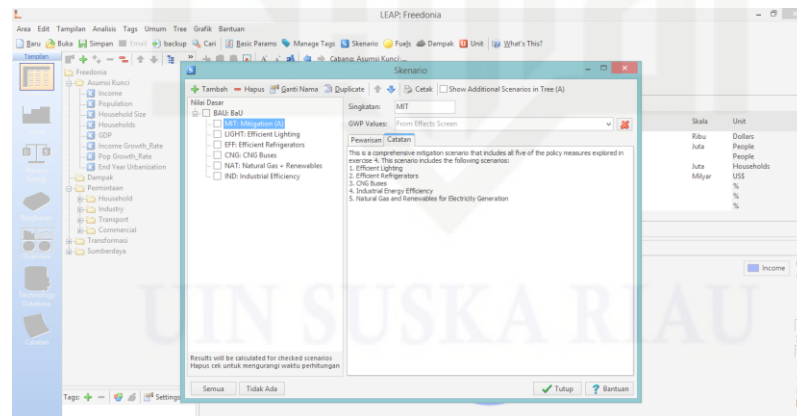 LEAP: Freedonia
Area Edit Tampilan Analisis Tags Umum Tree Grafik Bantuan
Baru Buka Simpan Email backup Cari Basic Params Manage Tags Skenario Fuels Dampak Unit What's This?
Tampilan
Cabang: Asumsi Kunci
Freedonia
Asumsi Kunci
Income
Population
Household Size
Households
GDP
Income Growth_Rate
Pop Growth_Rate
End Year Urbanization
Dampak
Permintaan
Household
Industry
Transport
Commercial
Transformasi
Sumberdaya
Overview
Technology
Database
Catatan
Tags: Settings
Skenario
Tambah Hapus Ganti Nama Duplicate Cetak Show Additional Scenarios in Tree (A)
Nilai Dasar
BAU: BaU
MIT: Mitigation (A)
LIGHT: Efficient Lighting
EFF: Efficient Refrigerators
CNG: CNG Buses
NAT: Natural Gas + Renewables
IND: Industrial Efficiency
Results will be calculated for checked scenarios
Hapus cek untuk mengurangi waktu perhitungan
Semua Tidak Ada
Singkatan: MIT
GWP Values: From Effects Screen
Pewarisan Catatan
This is a comprehensive mitigation scenario that includes all five of the policy measures explored in
exercise 4. This scenario includes the following scenarios:
1. Efficient Lighting
2. Efficient Refrigerators
3. CNG Buses
4. Industrial Energy Efficiency
5. Natural Gas and Renewables for Electricity Generation
Tutup Bantuan
Skala Unit
Ribu Dollars
Juta People
People
Juta Households
Milyar US$
%
%
%
Income
UIN SUSKA RIAU